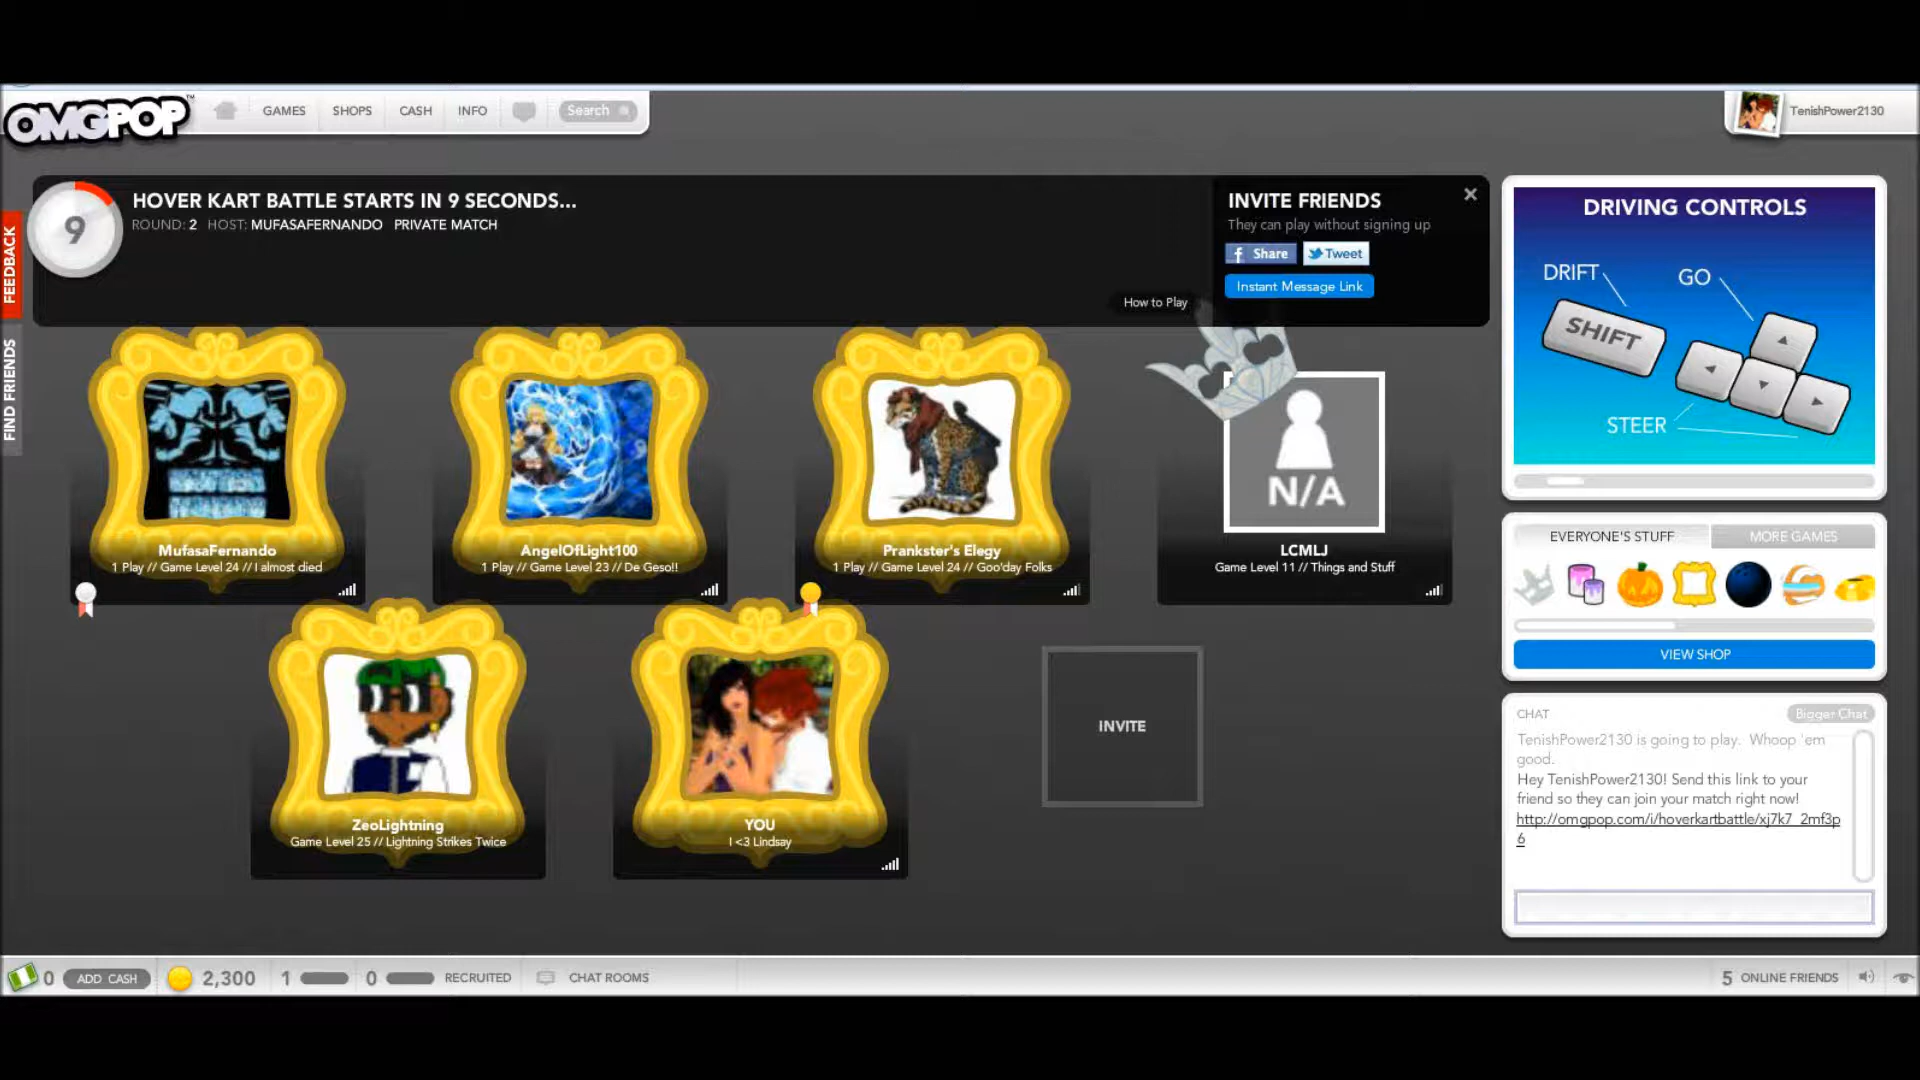 OMGPOP™
GAMES
SHOPS
CASH
INFO
Search
TenishPower2130
FEEDBACK
FIND FRIENDS
9
HOVER KART BATTLE STARTS IN 9 SECONDS...
ROUND: 2 HOST: MUFASAFERNANDO PRIVATE MATCH
How to Play
INVITE FRIENDS
They can play without signing up
f Share
Tweet
Instant Message Link
DRIVING CONTROLS
DRIFT
GO
SHIFT
STEER
MufasaFernando
1 Play // Game Level 24 // I almost died
AngelOfLight100
1 Play // Game Level 23 // De Geso!!
Prankster's Elegy
1 Play // Game Level 24 // Goo'day Folks
N/A
LCMLJ
Game Level 11 // Things and Stuff
ZeoLightning
Game Level 25 // Lightning Strikes Twice
YOU
I <3 Lindsay
INVITE
EVERYONE'S STUFF
MORE GAMES
VIEW SHOP
CHAT
Bigger Chat
TenishPower2130 is going to play. Whoop 'em
good.
Hey TenishPower2130! Send this link to your
friend so they can join your match right now!
http://omgpop.com/i/hoverkartbattle/xj7k7_2mf3p
6
0
ADD CASH
2,300
1
0
RECRUITED
CHAT ROOMS
5 ONLINE FRIENDS